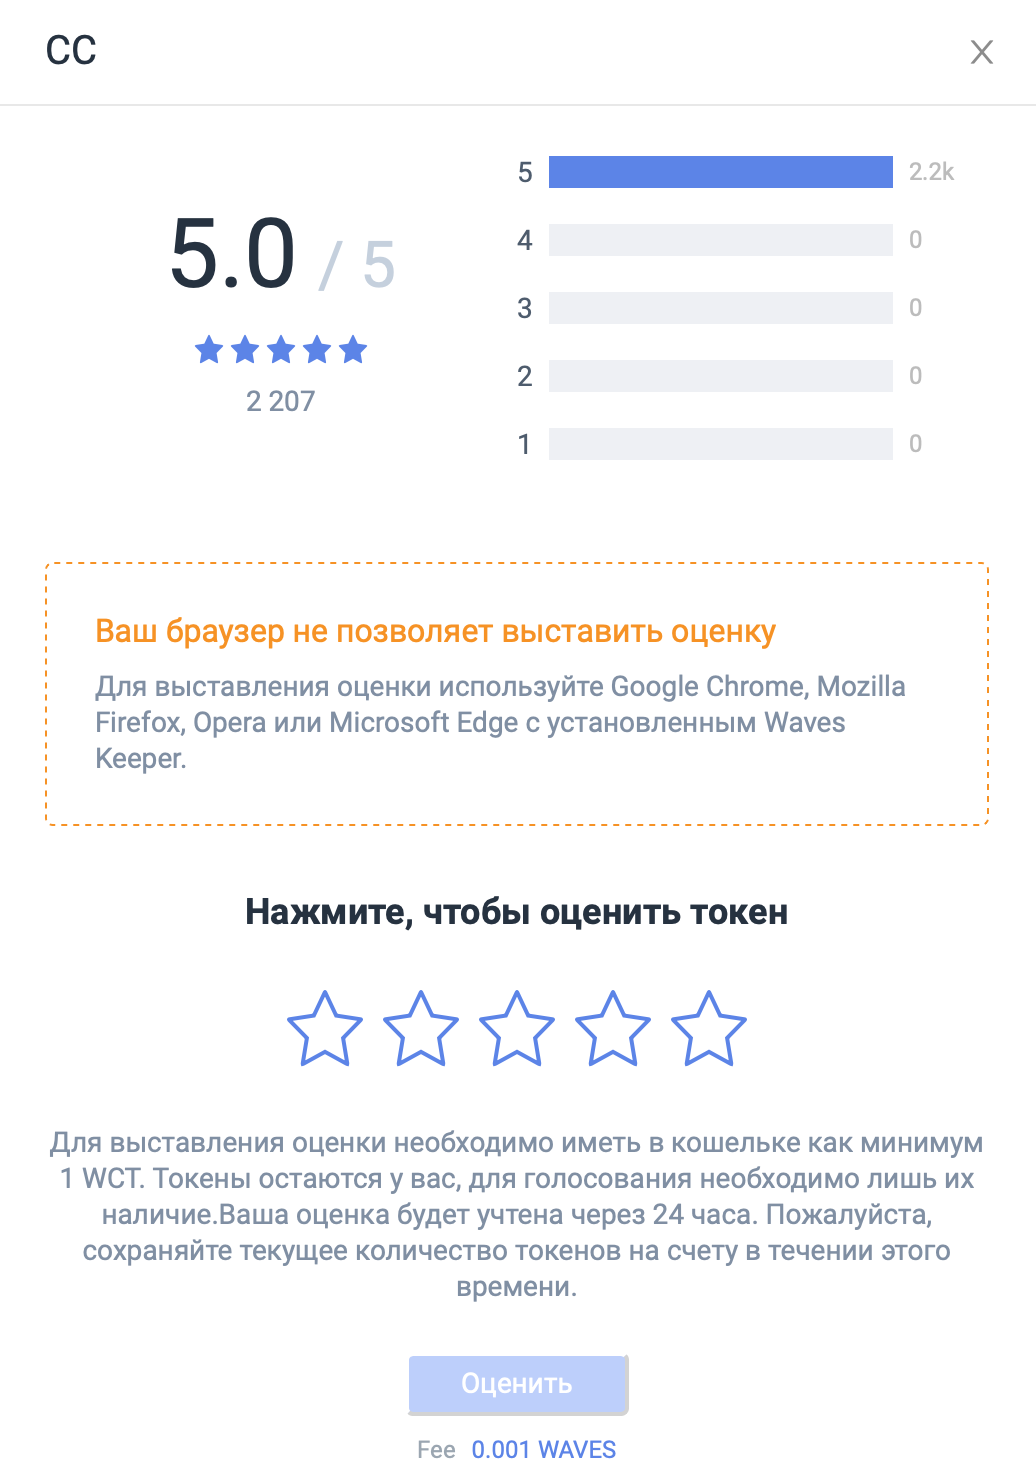 CC
X
5.0 / 5
2 207
5 2.2k
4 0
3 0
2 0
1 0
Ваш браузер не позволяет выставить оценку
Для выставления оценки используйте Google Chrome, Mozilla
Firefox, Opera или Microsoft Edge с установленным Waves
Keeper.
Нажмите, чтобы оценить токен
Для выставления оценки необходимо иметь в кошельке как минимум
1 WCT. Токены остаются у вас, для голосования необходимо лишь их
наличие.Ваша оценка будет учтена через 24 часа. Пожалуйста,
сохраняйте текущее количество токенов на счету в течении этого
времени.
Оценить
Fee 0.001 WAVES